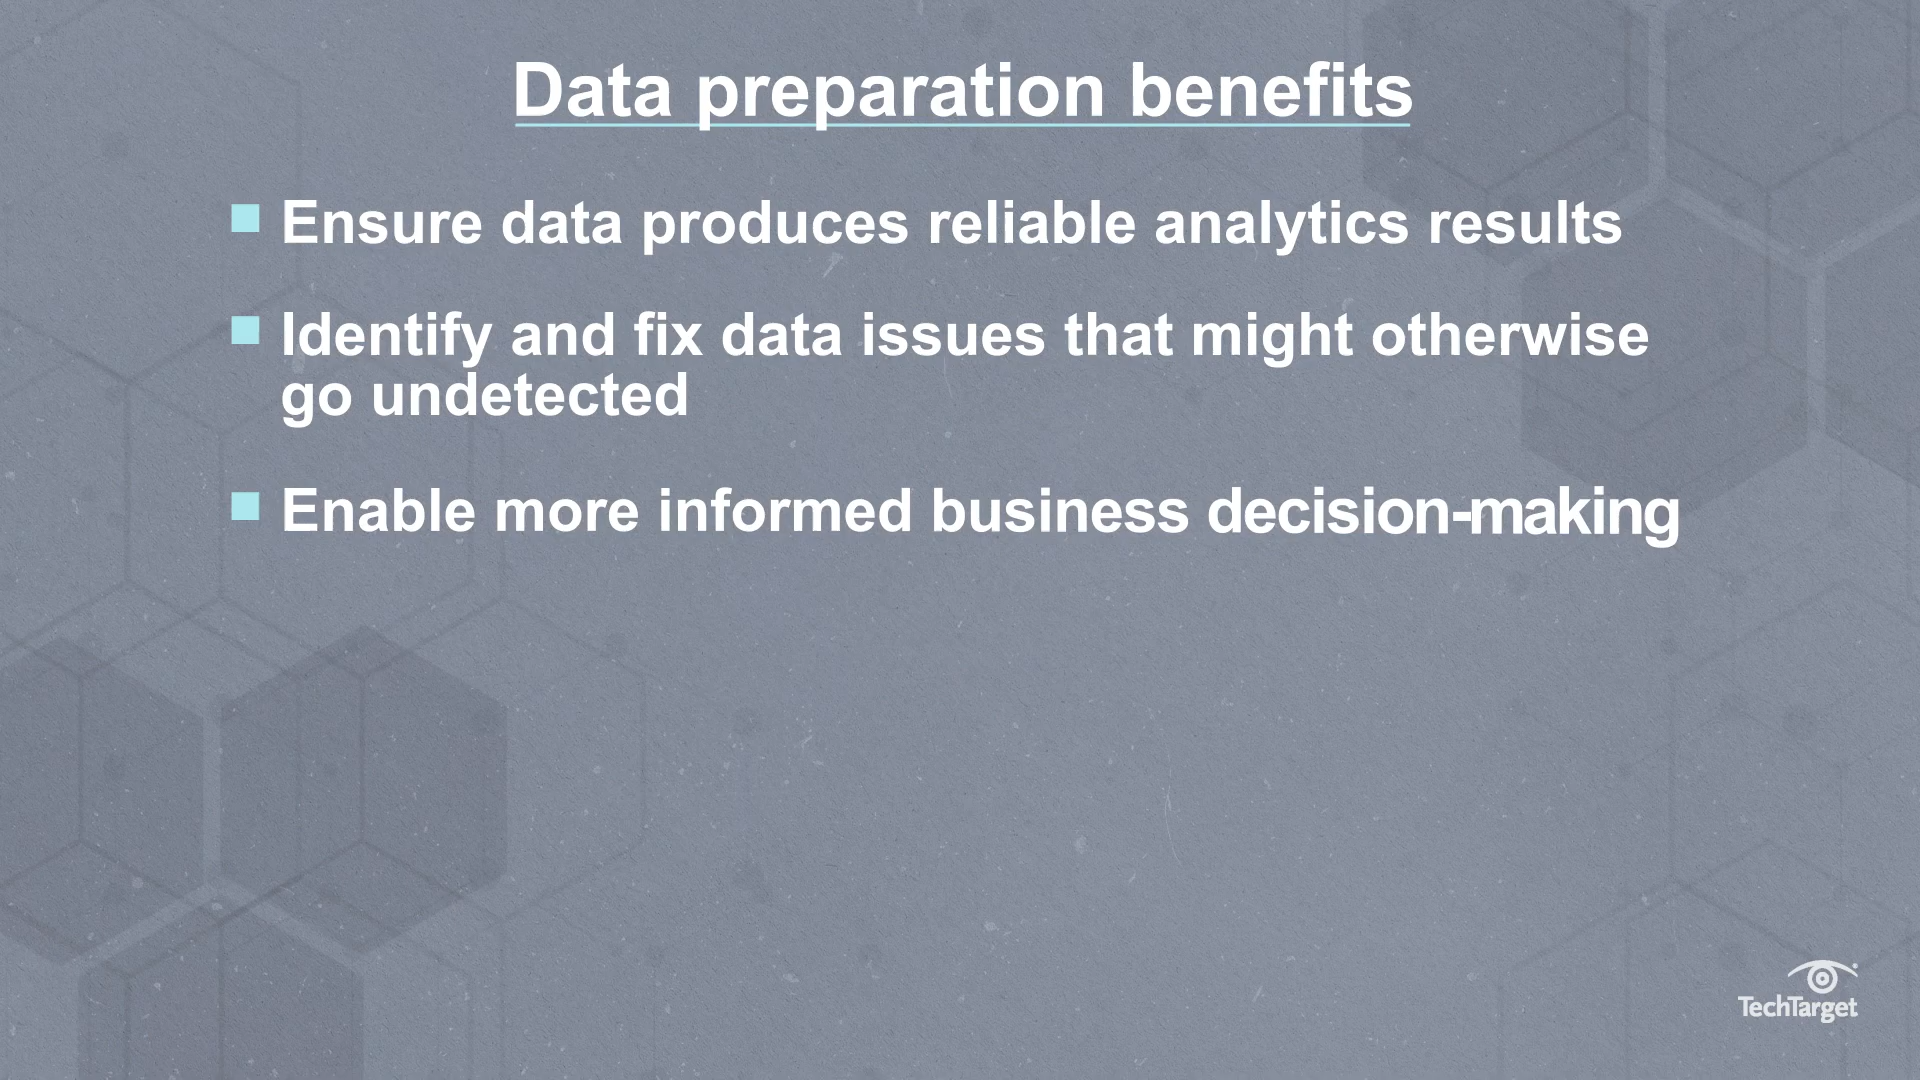 Data preparation benefits
Ensure data produces reliable analytics results
Identify and fix data issues that might otherwise
go undetected
Enable more informed business decision-making
TechTarget